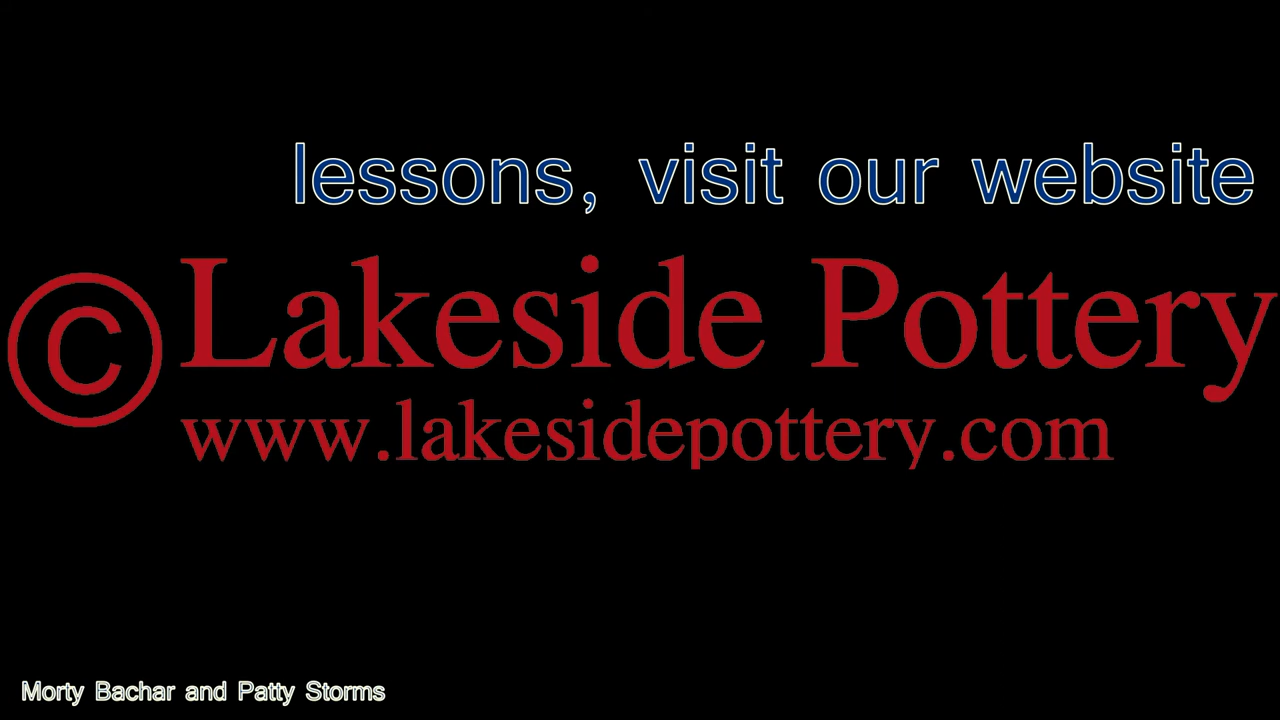 lessons, visit our website
© Lakeside Pottery
www.lakesidepottery.com
Morty Bachar and Patty Storms